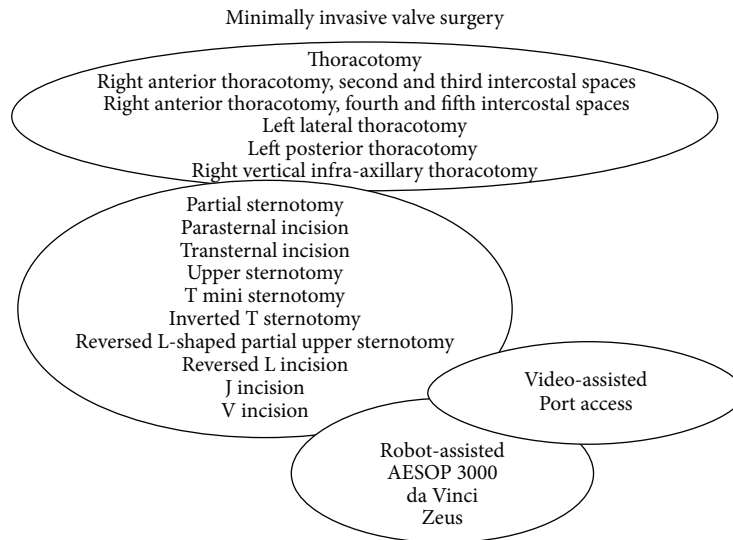 Minimally invasive valve surgery
Thoracotomy
Right anterior thoracotomy, second and third intercostal spaces
Right anterior thoracotomy, fourth and fifth intercostal spaces
Left lateral thoracotomy
Left posterior thoracotomy
Right vertical infra-axillary thoracotomy
Partial sternotomy
Parasternal incision
Transternal incision
Upper sternotomy
T mini sternotomy
Inverted T sternotomy
Reversed L-shaped partial upper sternotomy
Reversed L incision
J incision
V incision
Video-assisted
Port access
Robot-assisted
AESOP 3000
da Vinci
Zeus